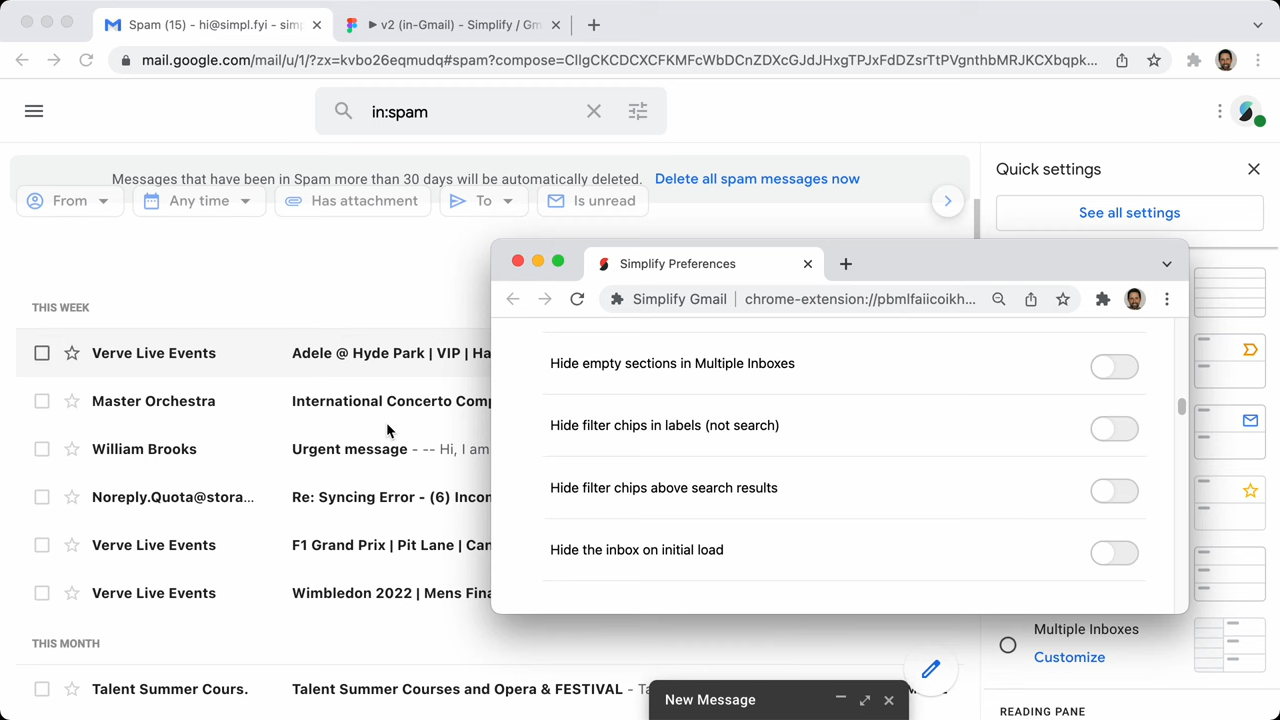 Spam (15) - hi@simpl.fyi - sim
v2 (in-Gmail) - Simplify / Gm
mail.google.com/mail/u/1/?zx=kvbo26eqmudq#spam?compose=CllgCKCDCXCFKMFcWbDCnZDXcGJdJHxgTPJxFdDZsrTtPVgnthbMRJKCXbqpk...
in:spam
Messages that have been in Spam more than 30 days will be automatically deleted. Delete all spam messages now
From
Any time
Has attachment
To
Is unread
Quick settings
See all settings
Simplify Preferences
Simplify Gmail
chrome-extension://pbmlfaiicoikh...
Hide empty sections in Multiple Inboxes
Hide filter chips in labels (not search)
Hide filter chips above search results
Hide the inbox on initial load
THIS WEEK
Verve Live Events Adele @ Hyde Park | VIP | Ha
Master Orchestra International Concerto Comp
William Brooks Urgent message - -- Hi, I am
Noreply.Quota@stora... Re: Syncing Error - (6) Incon
Verve Live Events F1 Grand Prix | Pit Lane | Can
Verve Live Events Wimbledon 2022 | Mens Fina
THIS MONTH
Talent Summer Cours. Talent Summer Courses and Opera & FESTIVAL - Ta
New Message
Multiple Inboxes
Customize
READING PANE